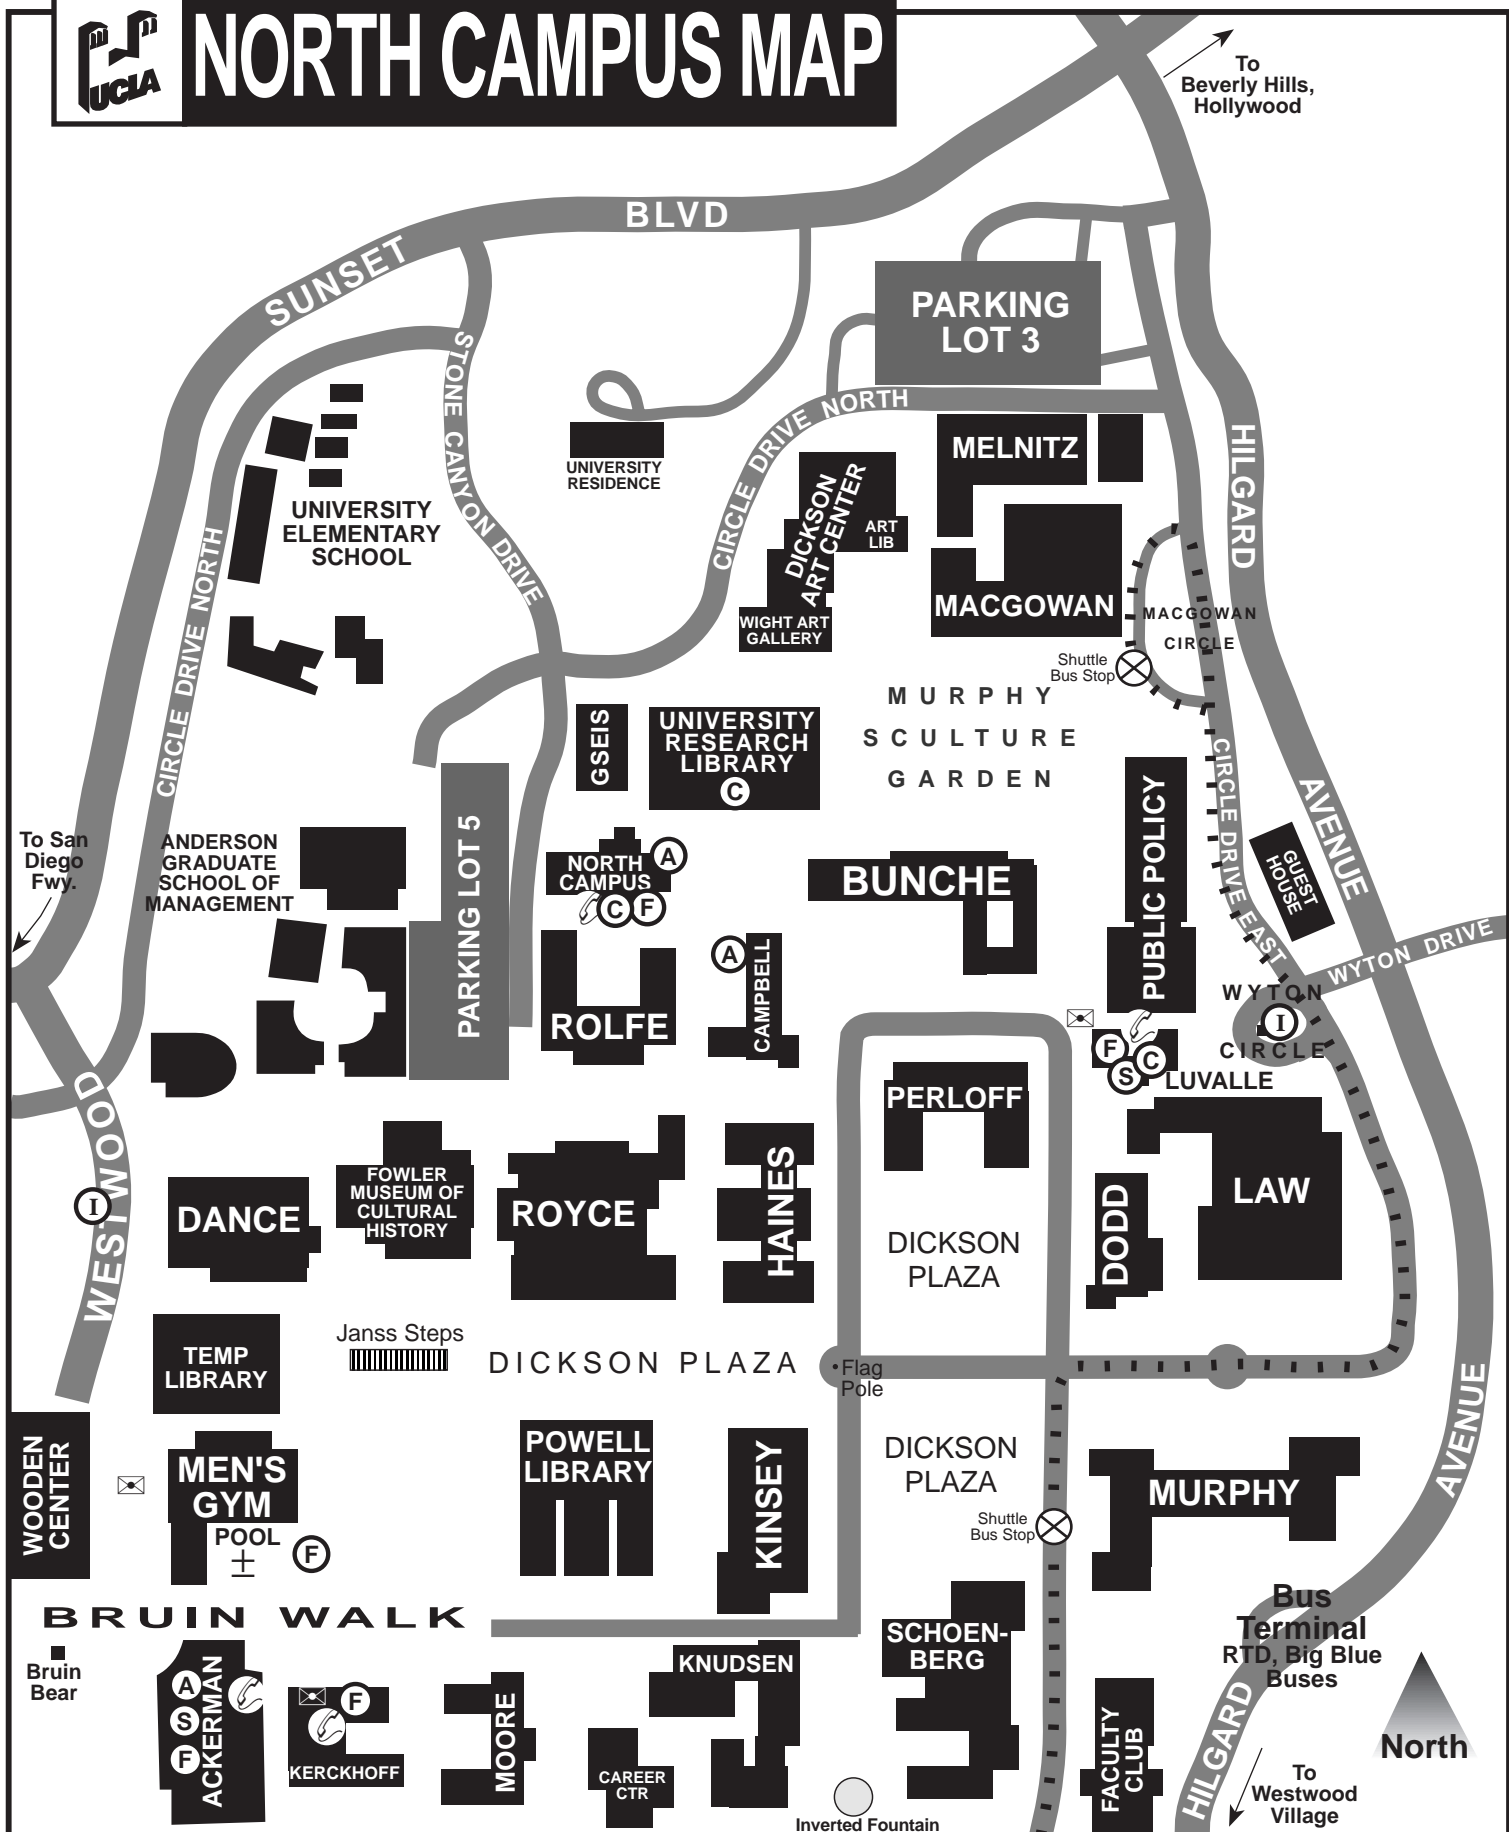 UCLA
NORTH CAMPUS MAP
To
Beverly Hills,
Hollywood
BLVD
SUNSET
PARKING
LOT 3
STONE CANYON DRIVE
CIRCLE DRIVE NORTH
HILGARD
MELNITZ
UNIVERSITY
RESIDENCE
DICKSON
ART CENTER
ART
LIB
UNIVERSITY
ELEMENTARY
SCHOOL
CIRCLE DRIVE NORTH
MACGOWAN
WIGHT ART
GALLERY
MACGOWAN
CIRCLE
Shuttle
Bus Stop
MURPHY
SCULTURE
GARDEN
GSEIS
UNIVERSITY
RESEARCH
LIBRARY
C
CIRCLE DRIVE EAST
AVENUE
PUBLIC POLICY
To San
Diego
Fwy.
ANDERSON
GRADUATE
SCHOOL OF
MANAGEMENT
PARKING LOT 5
NORTH
CAMPUS
A
C
F
BUNCHE
GUEST
HOUSE
WYTON DRIVE
A
CAMPBELL
ROLFE
WYTON
I
CIRCLE
F
C
S
LUVALLE
PERLOFF
WESTWOOD
I
DANCE
FOWLER
MUSEUM OF
CULTURAL
HISTORY
ROYCE
HAINES
DICKSON
PLAZA
DODD
LAW
TEMP
LIBRARY
Janss Steps
DICKSON PLAZA
Flag
Pole
WOODEN
CENTER
MEN'S
GYM
POOL
F
POWELL
LIBRARY
KINSEY
DICKSON
PLAZA
Shuttle
Bus Stop
MURPHY
AVENUE
BRUIN WALK
Bus
Terminal
RTD, Big Blue
Buses
Bruin
Bear
A
S
F
ACKERMAN
F
KERCKHOFF
MOORE
KNUDSEN
CAREER
CTR
SCHOEN-
BERG
Inverted Fountain
FACULTY
CLUB
HILGARD
To
Westwood
Village
North